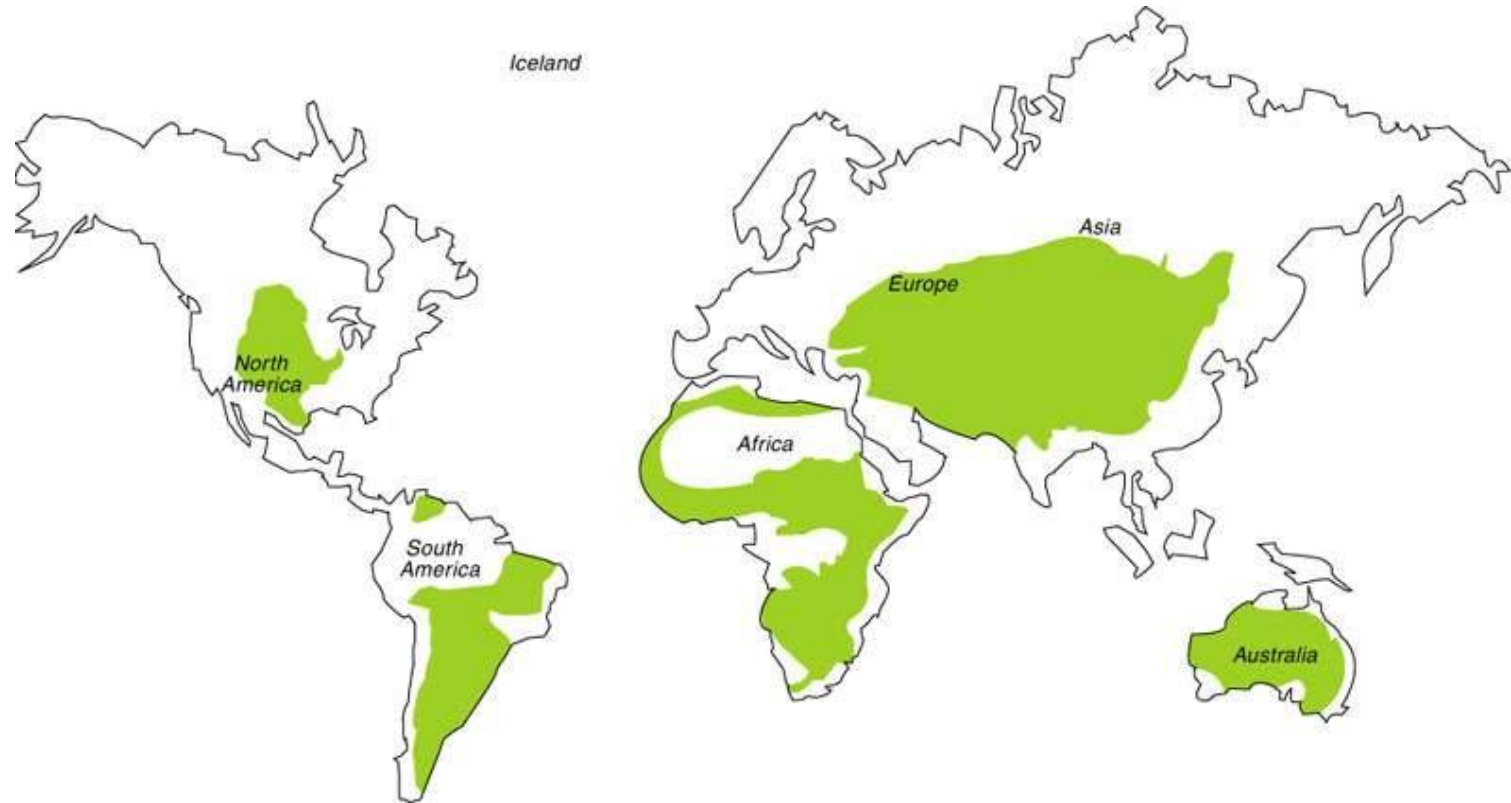 Iceland
Asia
Europe
North
America
Africa
South
America
Australia